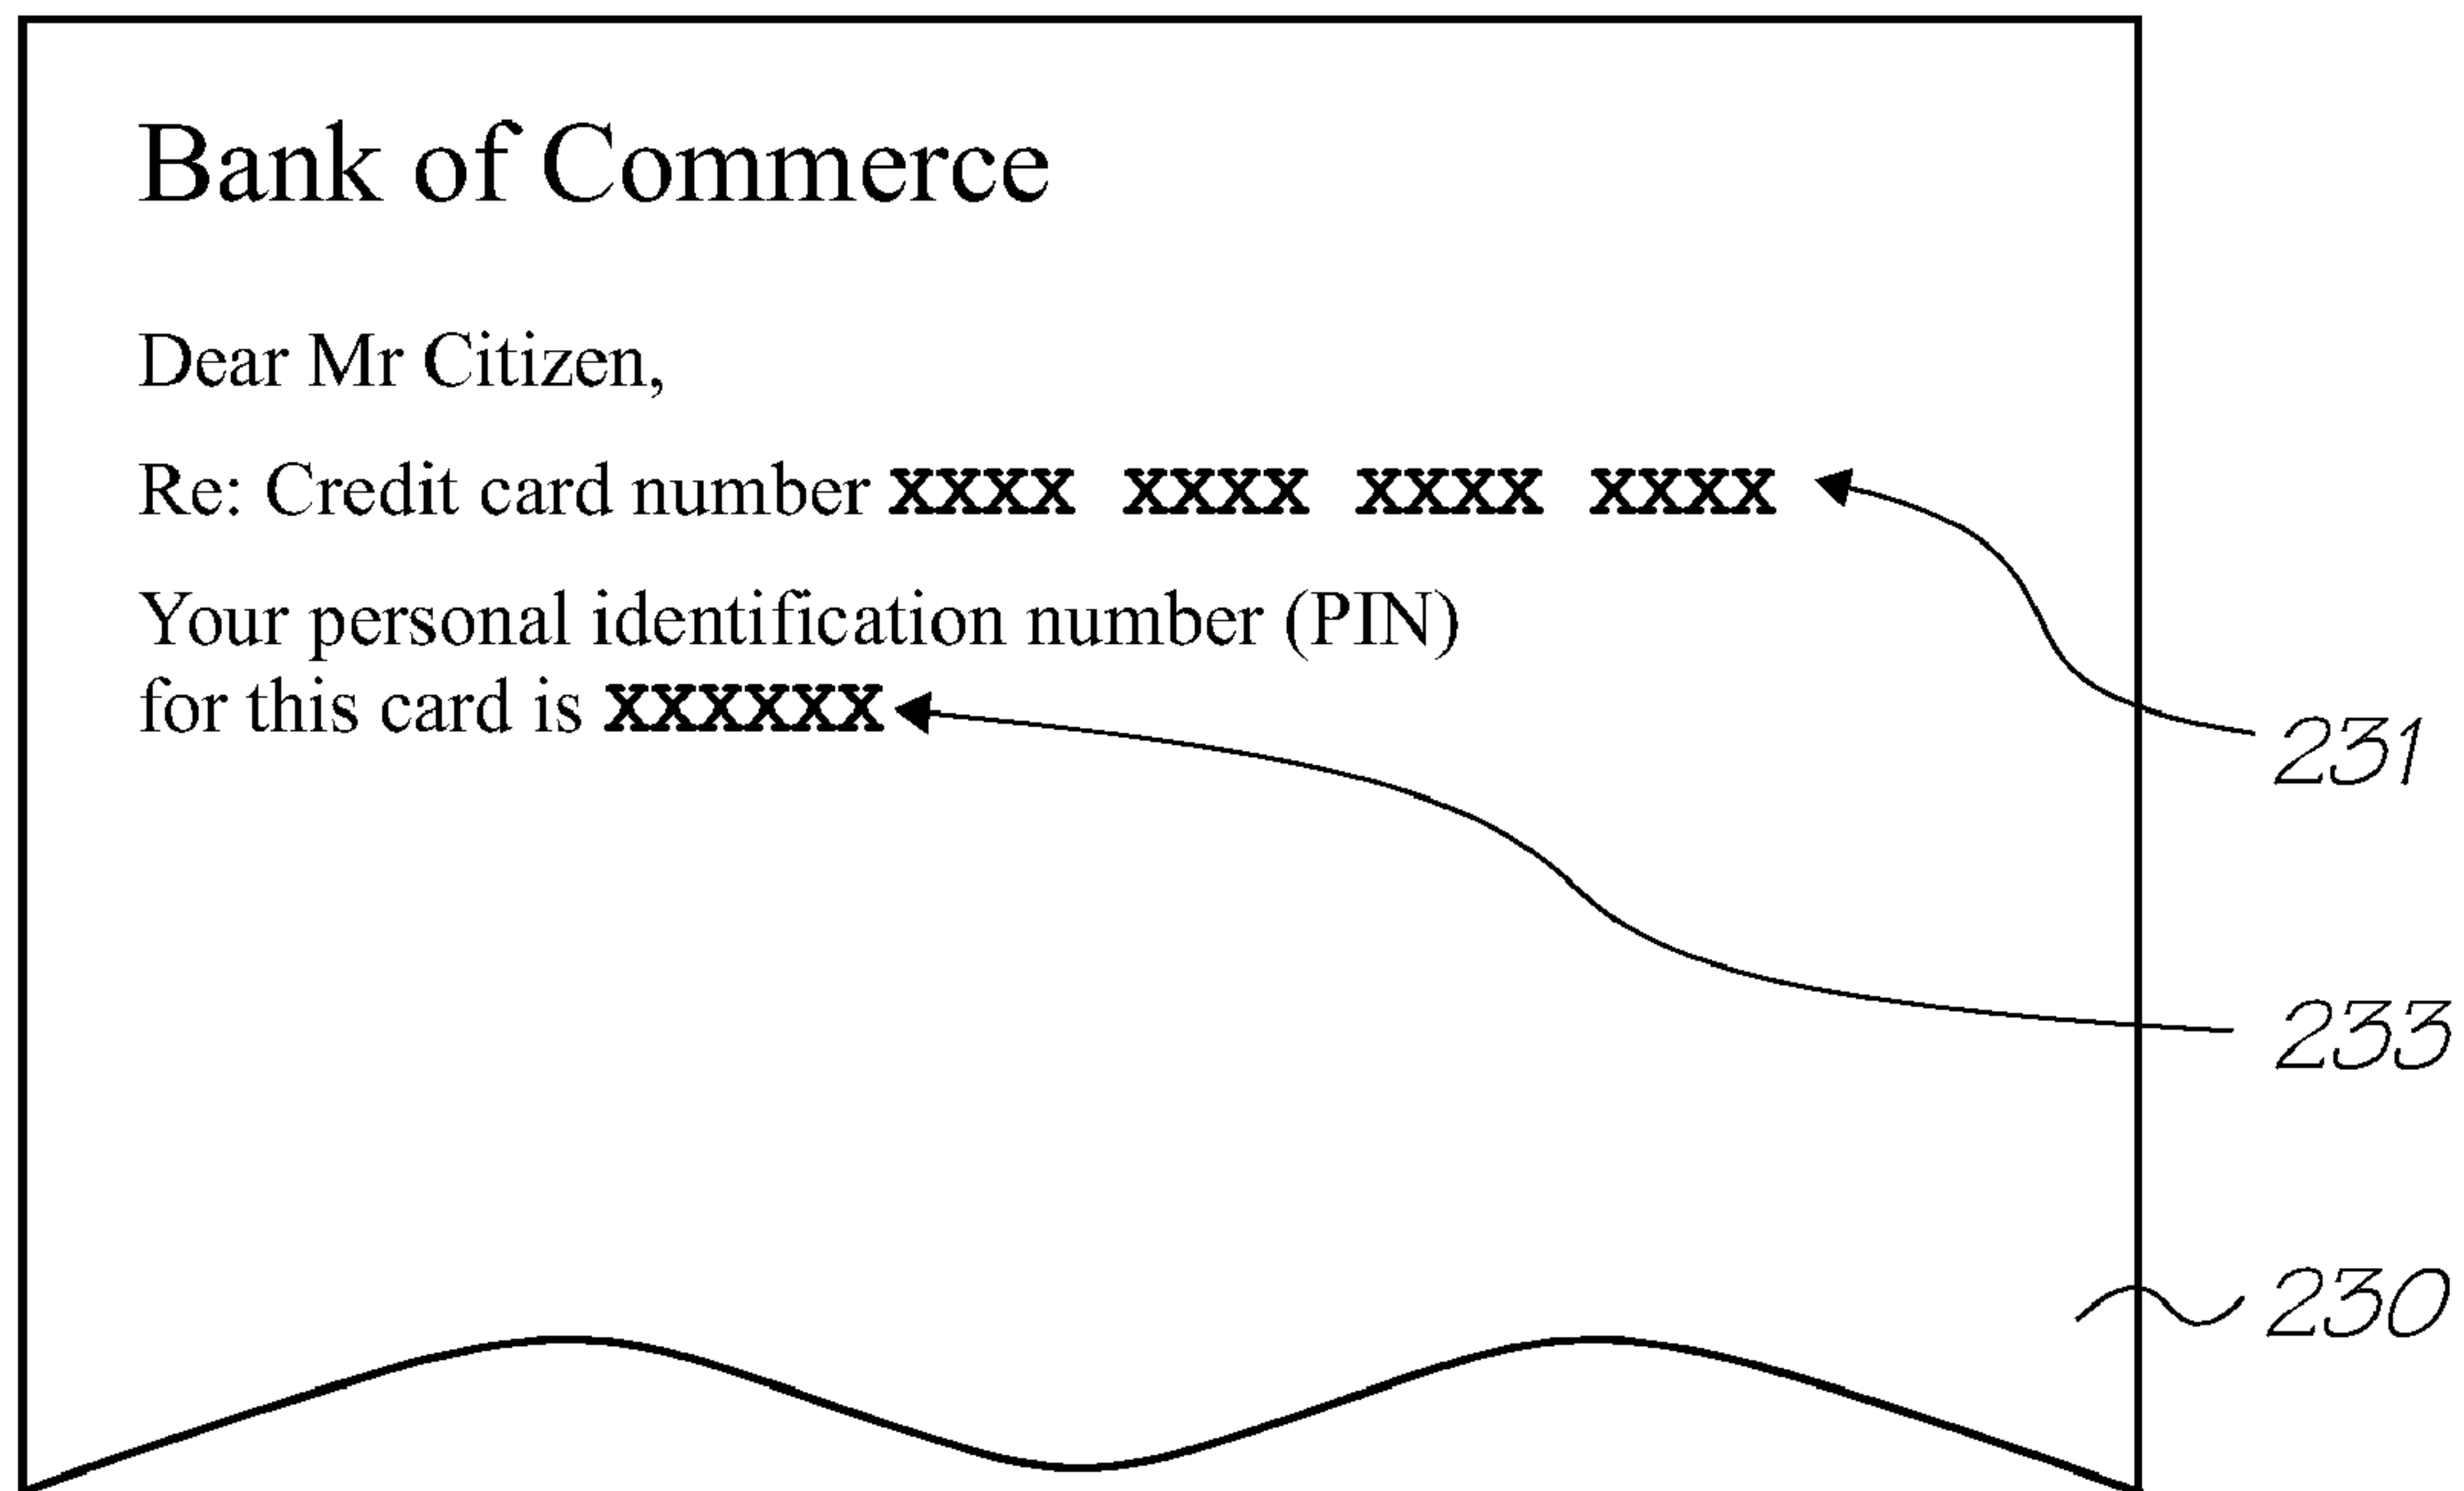 Bank of Commerce
Dear Mr Citizen,
Re: Credit card number xxxx xxxx xxxx xxxx
Your personal identification number (PIN)
for this card is xxxxxx
231
233
230